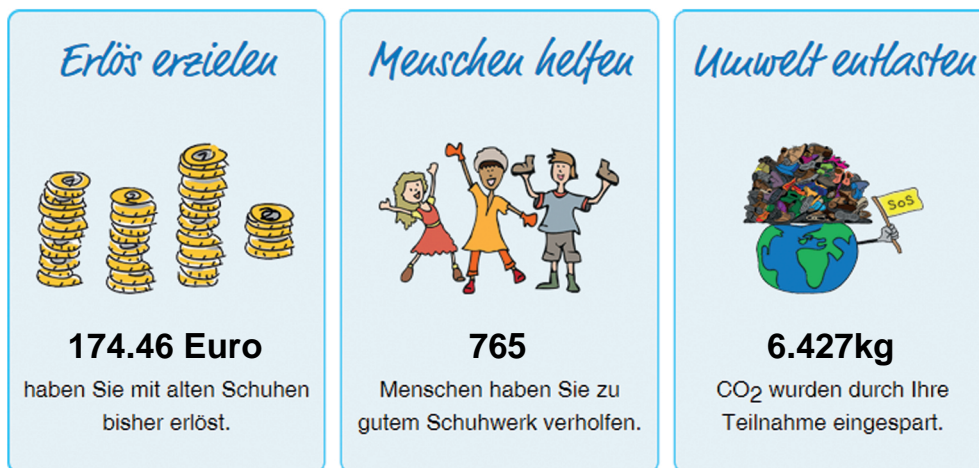 Erlös erzielen
174.46 Euro
haben Sie mit alten Schuhen
bisher erlöst.
Menschen helfen
765
Menschen haben Sie zu
gutem Schuhwerk verholfen.
Umwelt entlasten
SOS
6.427kg
CO2 wurden durch Ihre
Teilnahme eingespart.